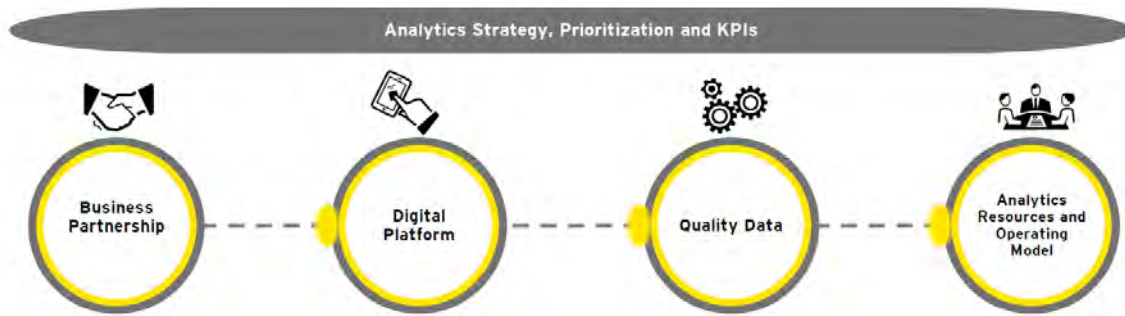 Analytics Strategy, Prioritization and KPIs
Business
Partnership
Digital
Platform
Quality Data
Analytics
Resources and
Operating
Model